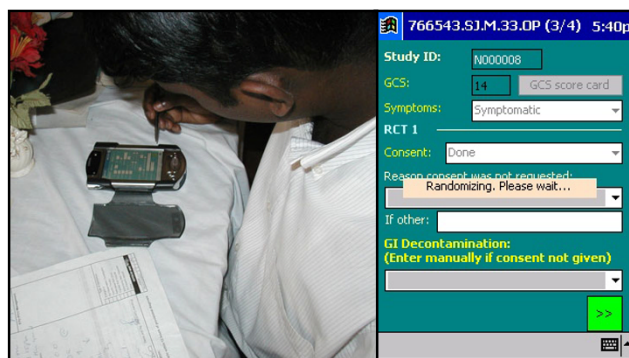 766543.SJ.M.33.OP (3/4) 5:40p
Study ID: N000008
GCS: 14 GCS score card
Symptoms: Symptomatic
RCT 1
Consent: Done
Reason consent was not requested:
Randomizing. Please wait...
If other:
GI Decontamination:
(Enter manually if consent not given)
>>